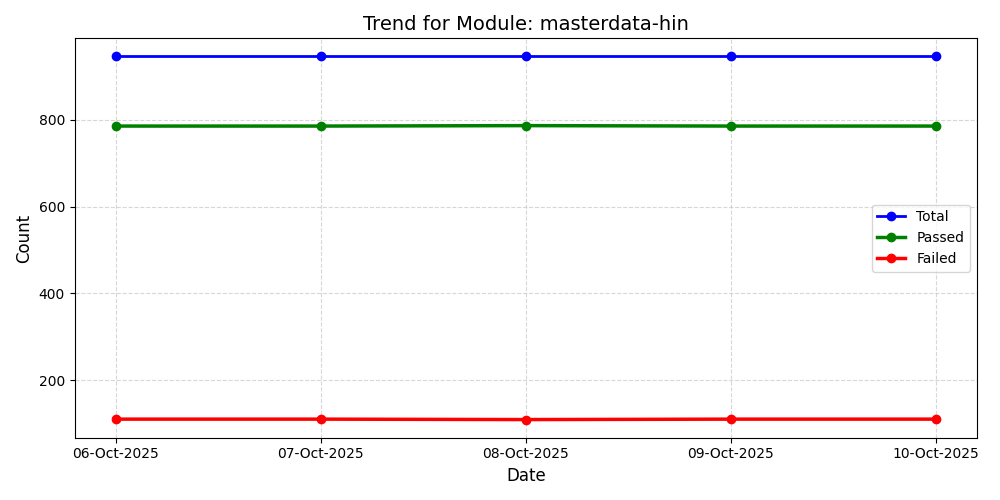 Trend for Module: masterdata-hin
Count
800
600
400
200
Total
Passed
Failed
06-Oct-2025
07-Oct-2025
08-Oct-2025
09-Oct-2025
10-Oct-2025
Date